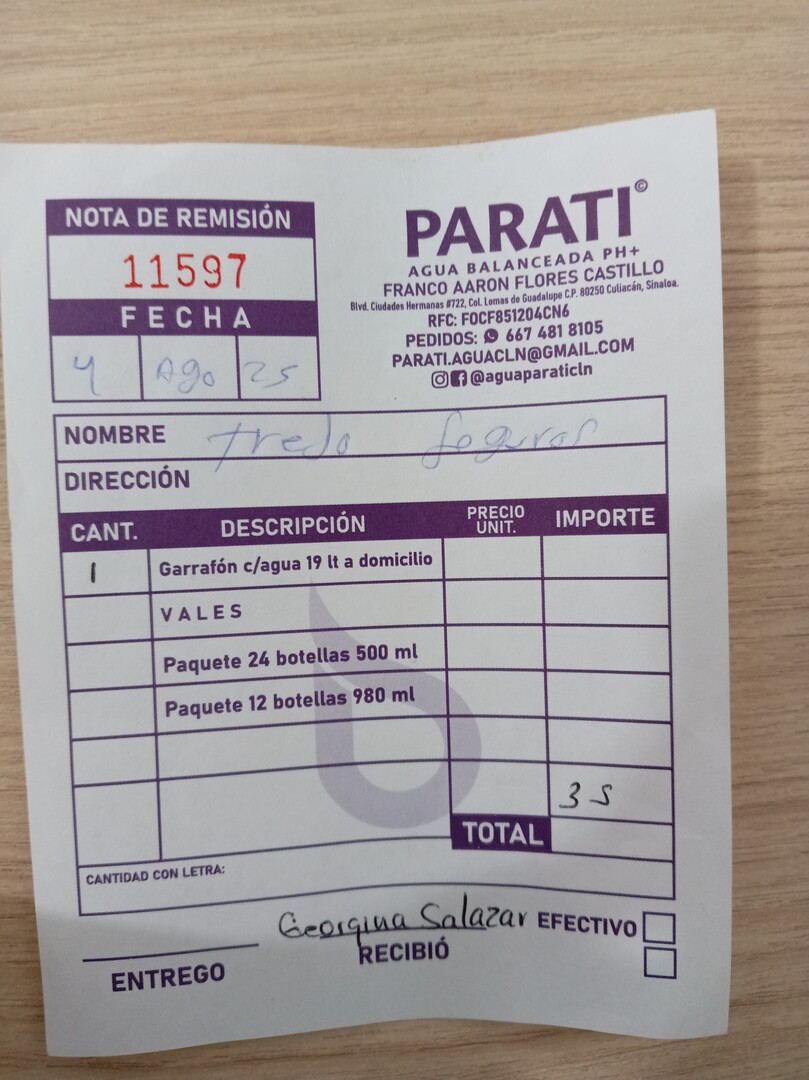 NOTA DE REMISIÓN
11597
FECHA
4 Ago 25
PARATI©
AGUA BALANCEADA PH+
FRANCO AARON FLORES CASTILLO
Blvd. Ciudades Hermanas #722, Col. Lomas de Guadalupe C.P. 80250 Culiacán, Sinaloa.
RFC: FOCF851204CN6
PEDIDOS: 667 481 8105
PARATI.AGUACLN@GMAIL.COM
@aguaparaticln
NOMBRE Seguros
DIRECCIÓN
CANT. DESCRIPCIÓN PRECIO UNIT. IMPORTE
1 Garrafón c/agua 19 lt a domicilio
VALES
Paquete 24 botellas 500 ml
Paquete 12 botellas 980 ml
35
TOTAL
CANTIDAD CON LETRA:
Georgina Salazar EFECTIVO
ENTREGO RECIBIÓ